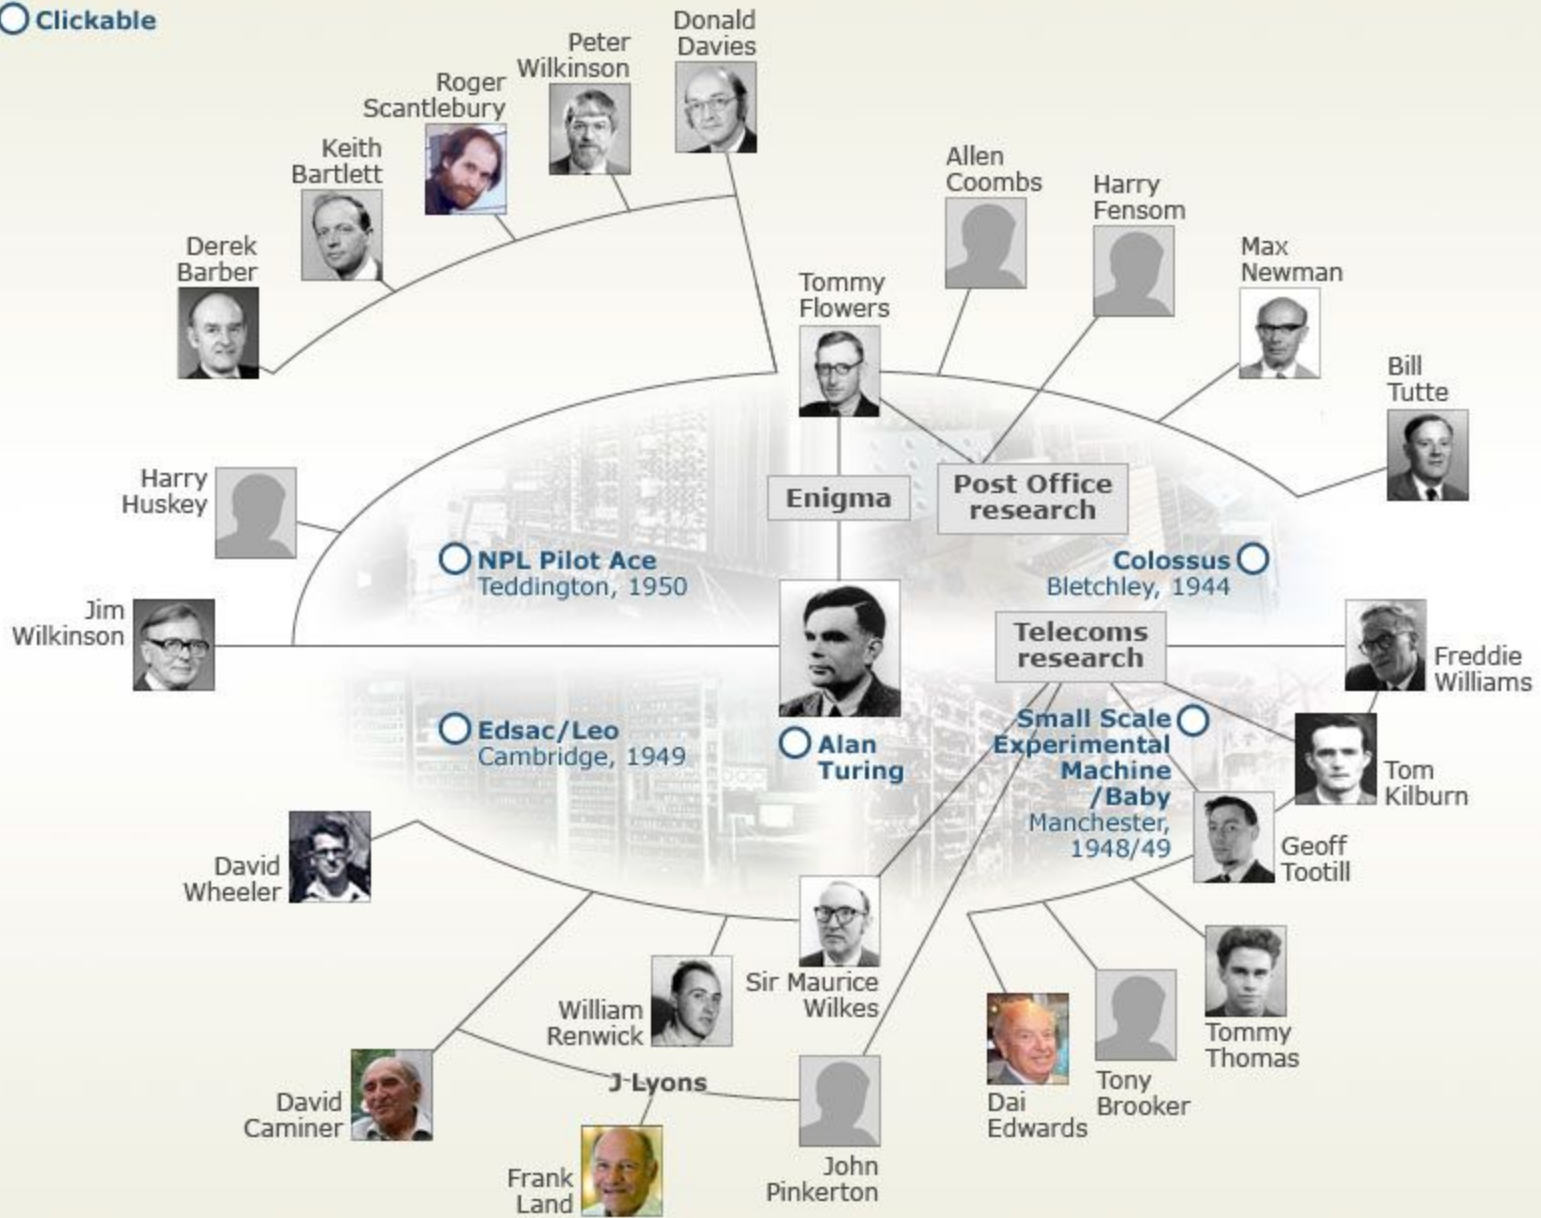 Clickable
Donald
Davies
Peter
Wilkinson
Roger
Scantlebury
Keith
Bartlett
Derek
Barber
Allen
Coombs
Harry
Fensom
Max
Newman
Tommy
Flowers
Bill
Tutte
Harry
Huskey
Enigma
Post Office
research
NPL Pilot Ace
Teddington, 1950
Colossus
Bletchley, 1944
Jim
Wilkinson
Telecoms
research
Freddie
Williams
Edsac/Leo
Cambridge, 1949
Alan
Turing
Small Scale
Experimental
Machine
/Baby
Manchester,
1948/49
Tom
Kilburn
Geoff
Tootill
David
Wheeler
Sir Maurice
Wilkes
William
Renwick
Tommy
Thomas
J Lyons
Tony
Brooker
Dai
Edwards
David
Caminer
Frank
Land
John
Pinkerton